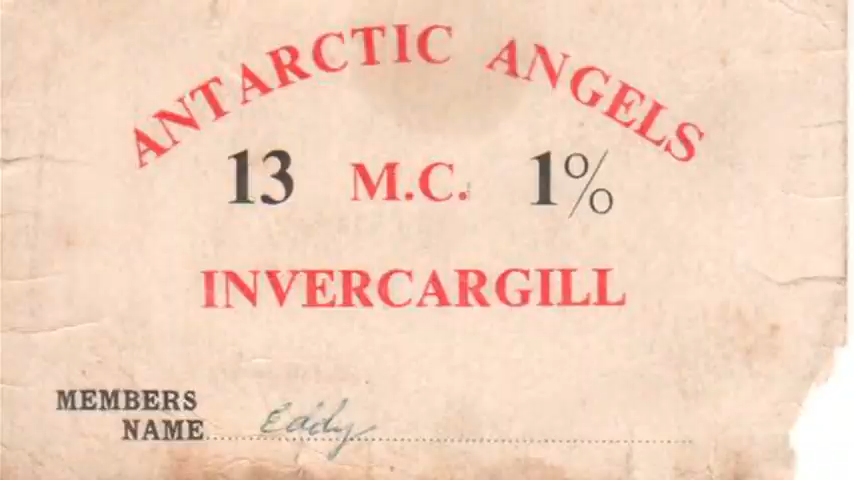 ANTARCTIC ANGELS
13 M.C. 1%
INVERCARGILL
MEMBERS
NAME Eddy